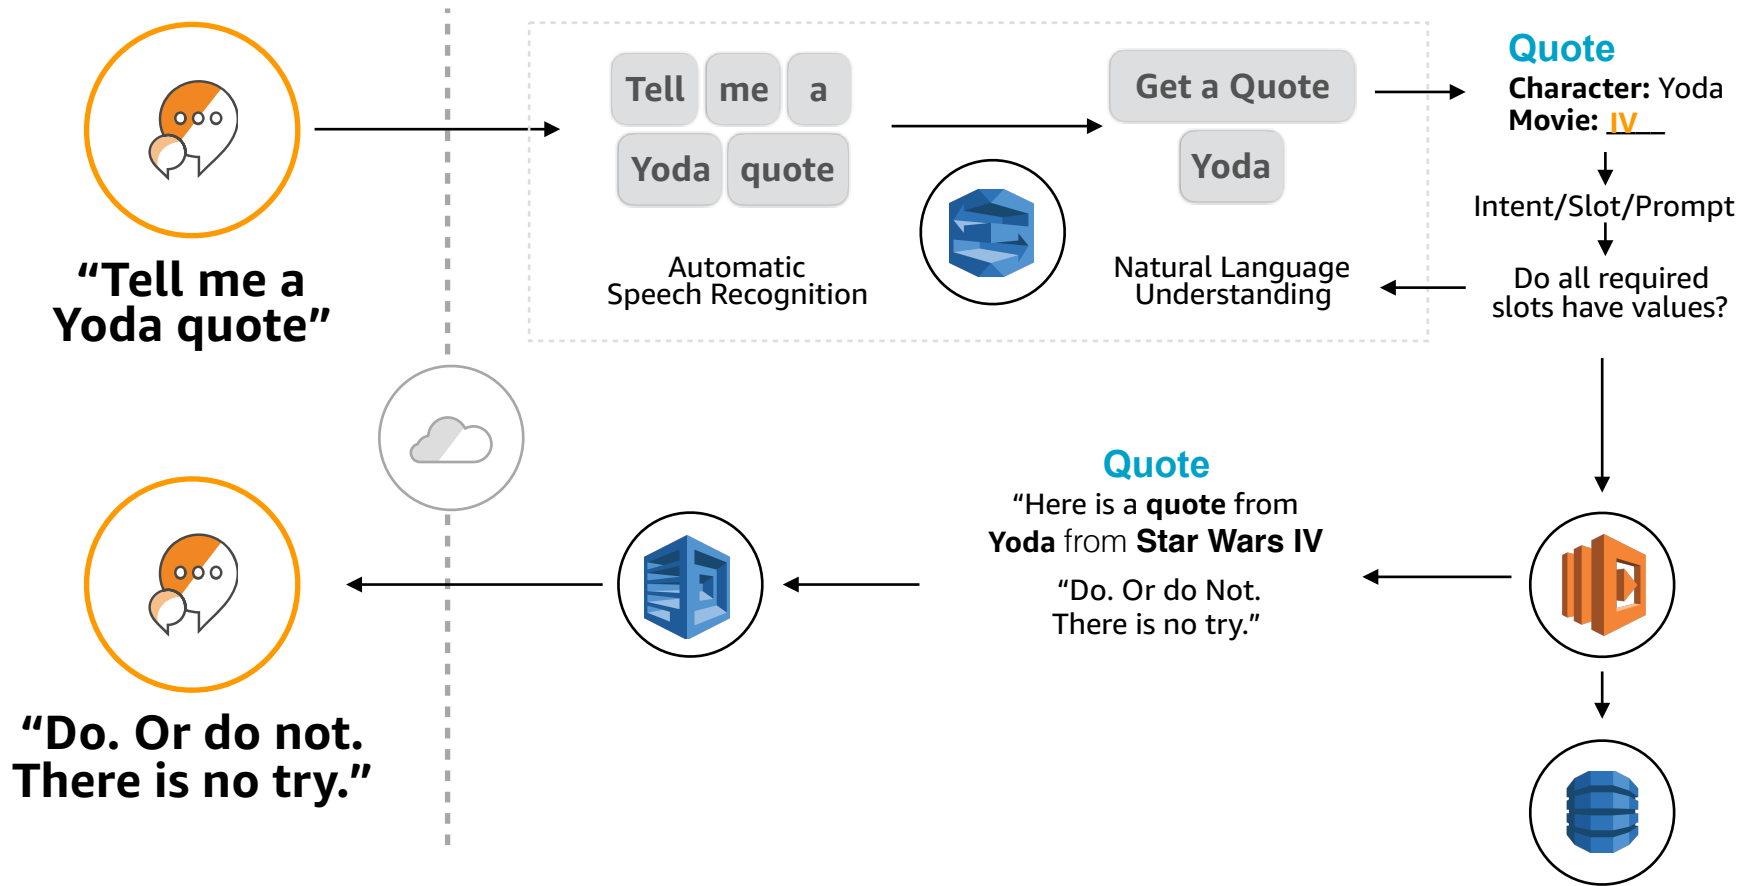 “Tell me a
Yoda quote”
Tell me a
Yoda quote
Automatic
Speech Recognition
Get a Quote
Yoda
Natural Language
Understanding
Quote
Character: Yoda
Movie: IV
Intent/Slot/Prompt
Do all required
slots have values?
Quote
“Here is a quote from
Yoda from Star Wars IV
“Do. Or do Not.
There is no try.”
“Do. Or do not.
There is no try.”